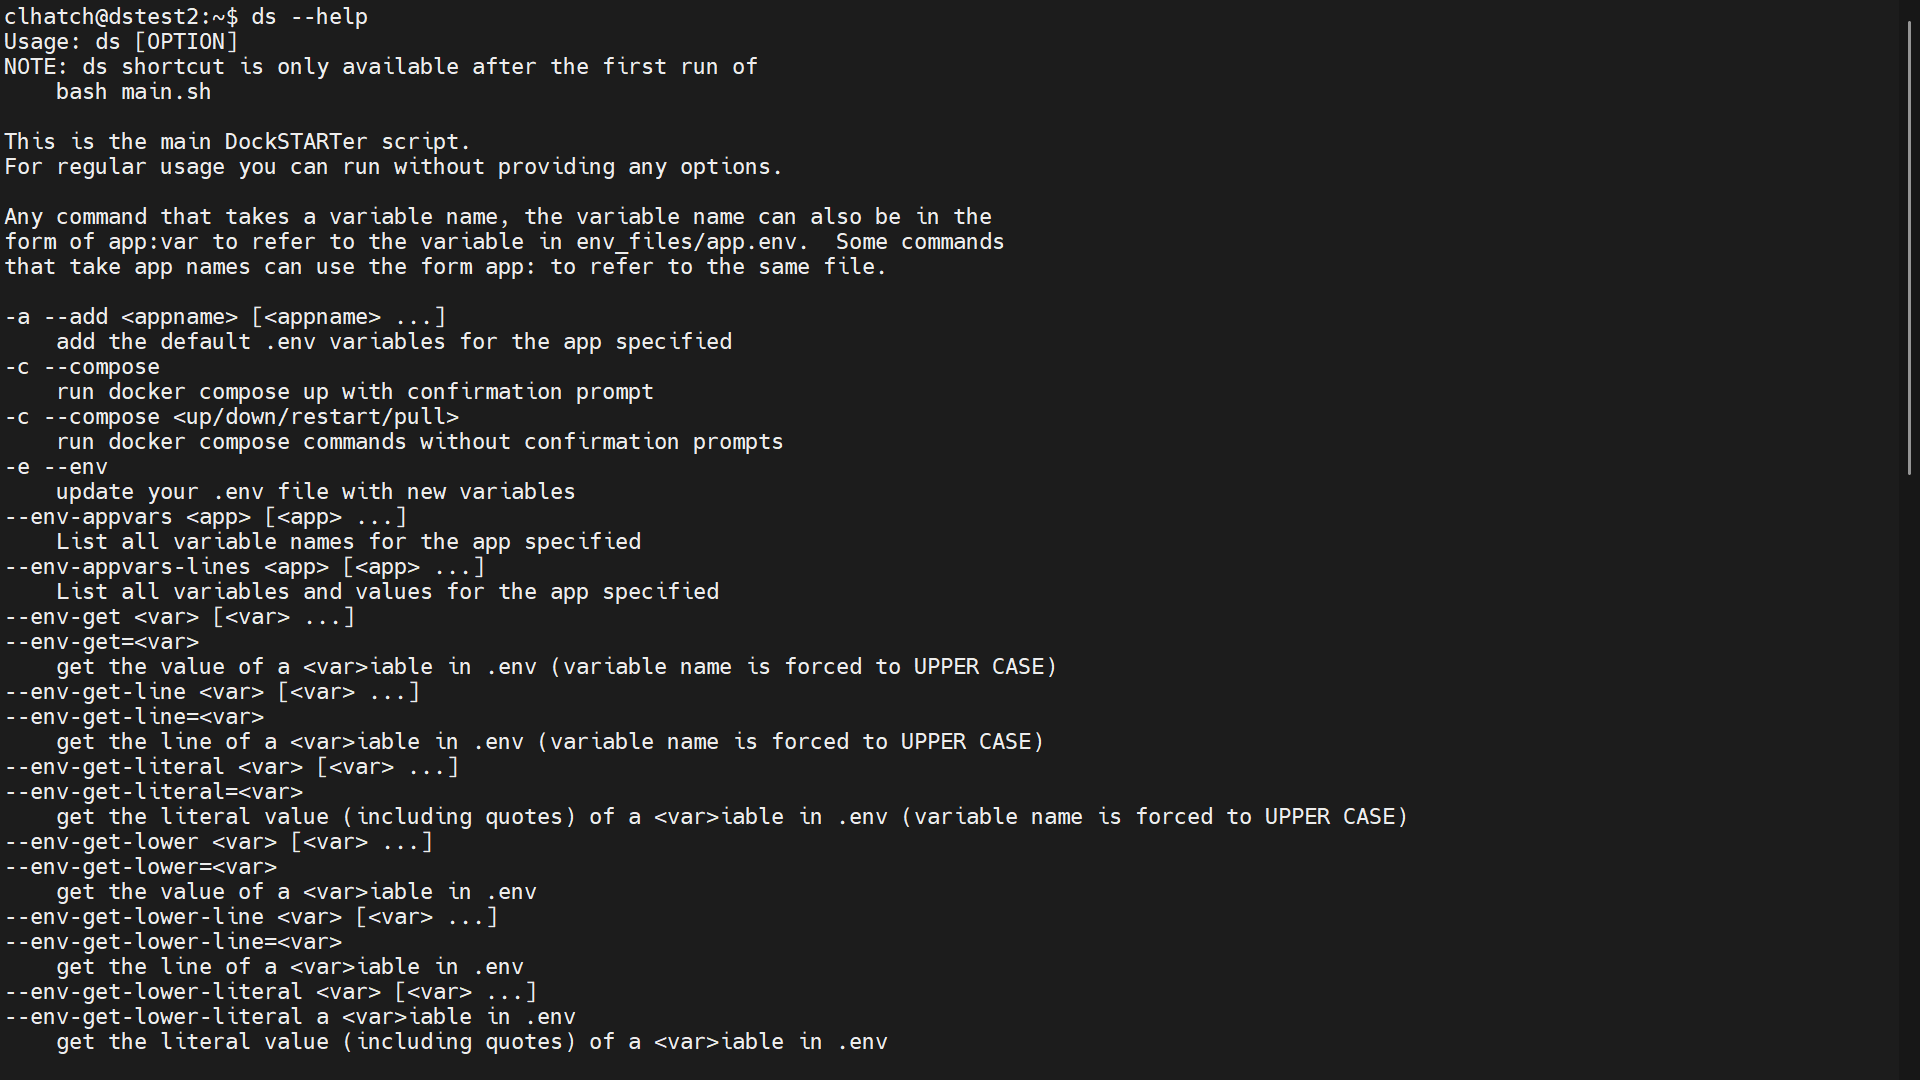 clhatch@dstest2:~$ ds --help
Usage: ds [OPTION]
NOTE: ds shortcut is only available after the first run of
    bash main.sh

This is the main DockSTARTer script.
For regular usage you can run without providing any options.

Any command that takes a variable name, the variable name can also be in the
form of app:var to refer to the variable in env_files/app.env.  Some commands
that take app names can use the form app: to refer to the same file.

-a --add <appname> [<appname> ...]
    add the default .env variables for the app specified
-c --compose
    run docker compose up with confirmation prompt
-c --compose <up/down/restart/pull>
    run docker compose commands without confirmation prompts
-e --env
    update your .env file with new variables
--env-appvars <app> [<app> ...]
    List all variable names for the app specified
--env-appvars-lines <app> [<app> ...]
    List all variables and values for the app specified
--env-get <var> [<var> ...]
--env-get=<var>
    get the value of a <var>iable in .env (variable name is forced to UPPER CASE)
--env-get-line <var> [<var> ...]
--env-get-line=<var>
    get the line of a <var>iable in .env (variable name is forced to UPPER CASE)
--env-get-literal <var> [<var> ...]
--env-get-literal=<var>
    get the literal value (including quotes) of a <var>iable in .env (variable name is forced to UPPER CASE)
--env-get-lower <var> [<var> ...]
--env-get-lower=<var>
    get the value of a <var>iable in .env
--env-get-lower-line <var> [<var> ...]
--env-get-lower-line=<var>
    get the line of a <var>iable in .env
--env-get-lower-literal <var> [<var> ...]
--env-get-lower-literal a <var>iable in .env
    get the literal value (including quotes) of a <var>iable in .env